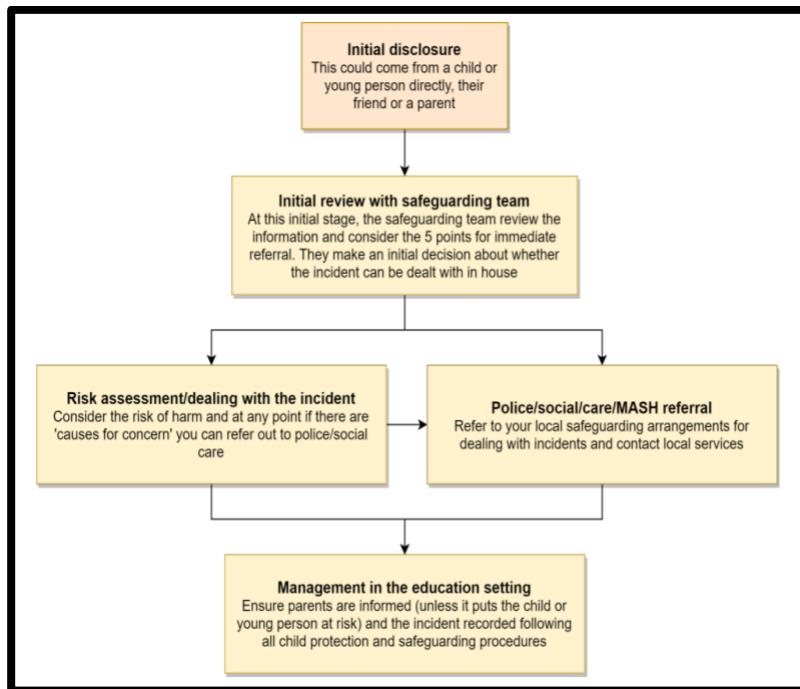 Initial disclosure
This could come from a child or
young person directly, their
friend or a parent
Initial review with safeguarding team
At this initial stage, the safeguarding team review the
information and consider the 5 points for immediate
referral. They make an initial decision about whether
the incident can be dealt with in house
Risk assessment/dealing with the incident
Consider the risk of harm and at any point if there are
'causes for concern' you can refer out to police/social
care
Police/social/care/MASH referral
Refer to your local safeguarding arrangements for
dealing with incidents and contact local services
Management in the education setting
Ensure parents are informed (unless it puts the child or
young person at risk) and the incident recorded following
all child protection and safeguarding procedures